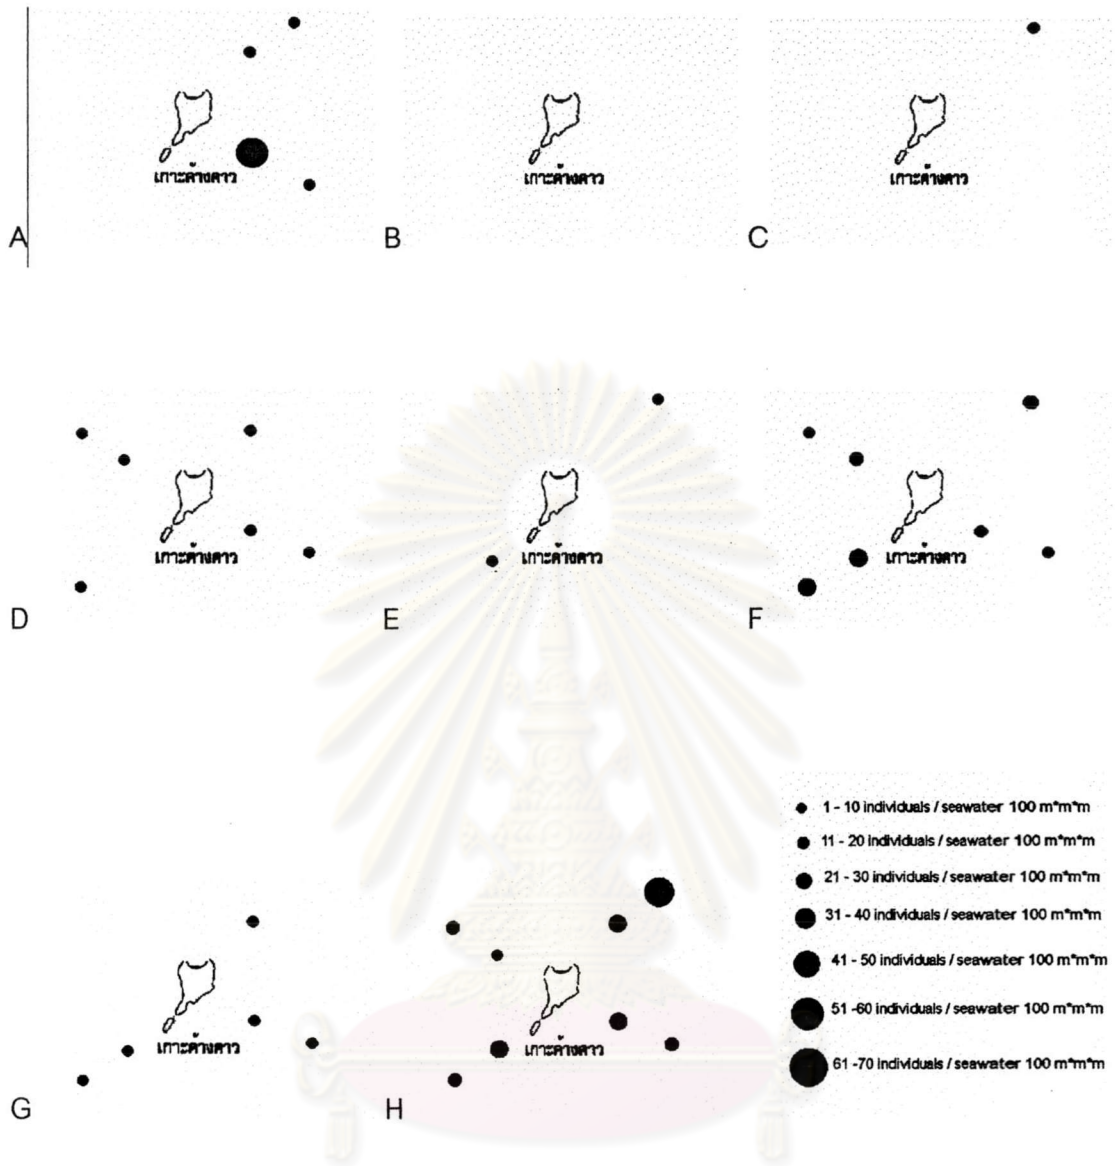 เกาะค้างคาว
A
เกาะค้างคาว
B
เกาะค้างคาว
C
เกาะค้างคาว
D
เกาะค้างคาว
E
เกาะค้างคาว
F
เกาะค้างคาว
G
เกาะค้างคาว
H
1 - 10 individuals / seawater 100 m*m*m
11 - 20 individuals / seawater 100 m*m*m
21 - 30 individuals / seawater 100 m*m*m
31 - 40 individuals / seawater 100 m*m*m
41 - 50 individuals / seawater 100 m*m*m
51 -60 individuals / seawater 100 m*m*m
61 -70 individuals / seawater 100 m*m*m